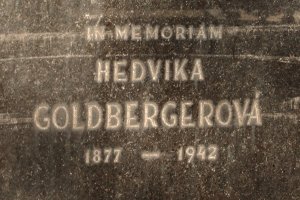 IN MEMORIAM
HEDVIKA
GOLDBERGEROVÁ
1877 — 1942